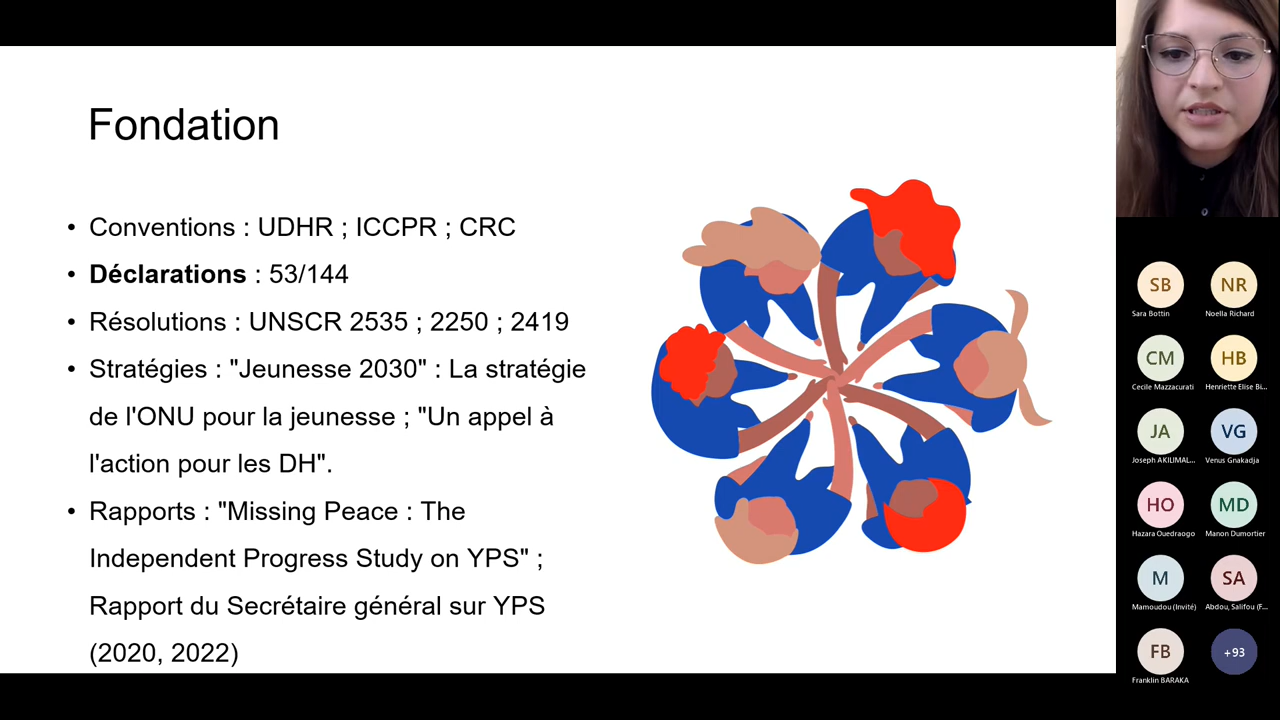 Fondation
• Conventions : UDHR ; ICCPR ; CRC
• Déclarations : 53/144
• Résolutions : UNSCR 2535 ; 2250 ; 2419
• Stratégies : "Jeunesse 2030" : La stratégie
de l'ONU pour la jeunesse ; "Un appel à
l'action pour les DH".
• Rapports : "Missing Peace : The
Independent Progress Study on YPS" ;
Rapport du Secrétaire général sur YPS
(2020, 2022)
SB NR
Sara Bottin Noella Richard
CM HB
Cecile Mazzacurati Henriette Elise Bi...
JA VG
Joseph AKILIMAL... Venus Gnakadja
HO MD
Hazara Ouedraogo Manon Dumortier
M SA
Mamoudou (Invité) Abdou, Salifou (F...
FB +93
Franklin BARAKA